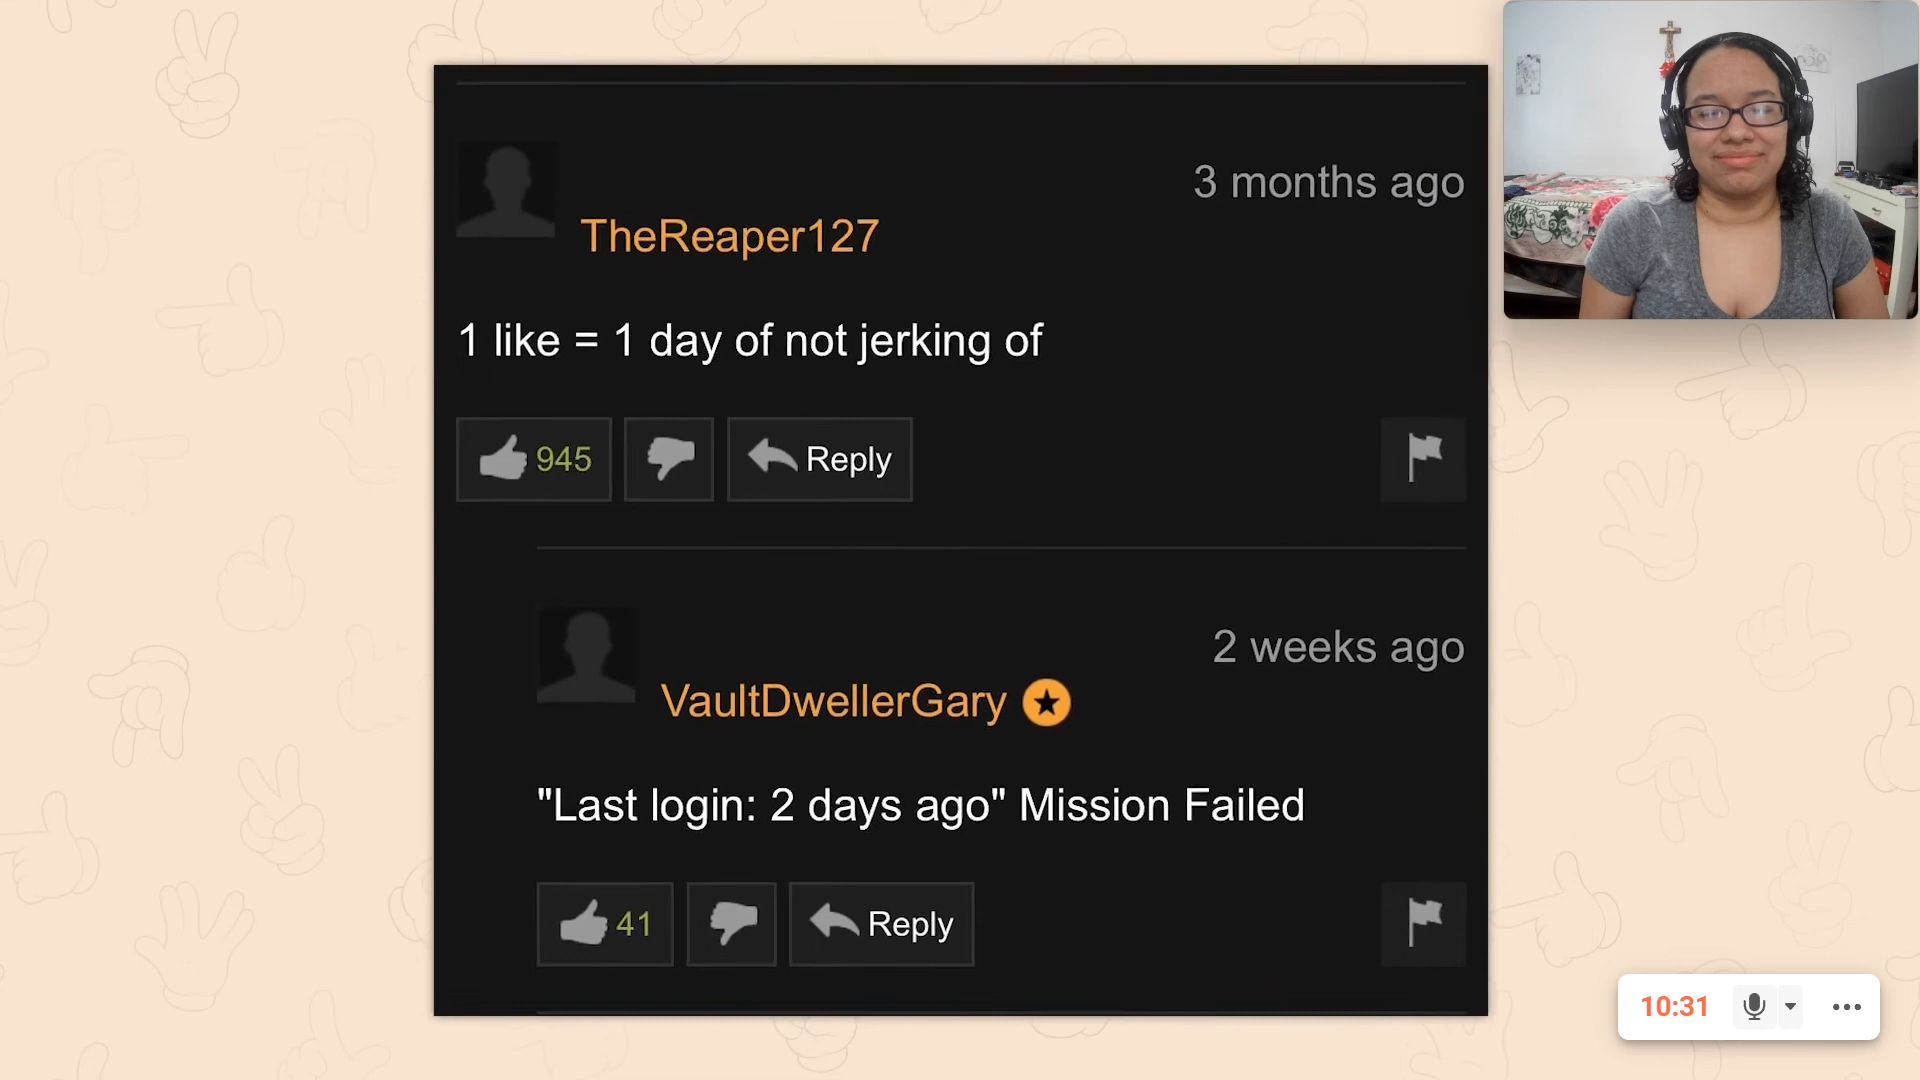 3 months ago
TheReaper127
1 like = 1 day of not jerking of
945
Reply
2 weeks ago
VaultDwellerGary
"Last login: 2 days ago" Mission Failed
41
Reply
10:31